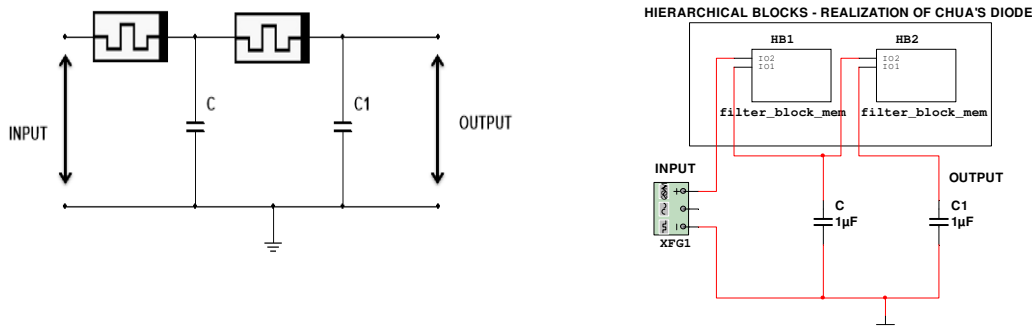 C
C1
INPUT
OUTPUT
HIERARCHICAL BLOCKS - REALIZATION OF CHUA'S DIODE
HB1
HB2
IO2
IO1
IO2
IO1
filter_block_mem
filter_block_mem
INPUT
OUTPUT
XFG1
C
1µF
C1
1µF